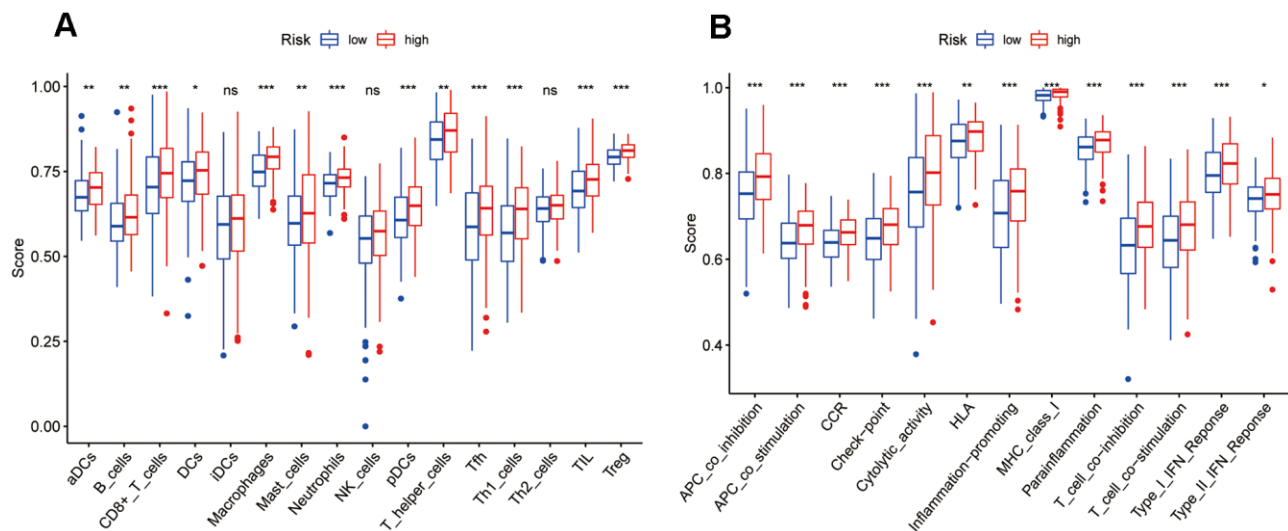 A
Risk low high
** ** *** * ns *** ** *** ns *** ** *** *** ns *** ***
1.00
0.75
0.50
0.25
0.00
Score
aDCs
B_cells
CD8+_T_cells
DCs
iDCs
Macrophages
Mast_cells
Neutrophils
NK_cells
pDCs
T_helper_cells
Tfh
Th1_cells
Th2_cells
TIL
Treg
B
Risk low high
*** *** *** *** *** ** *** *** *** *** *** *** *
1.0
0.8
0.6
0.4
Score
APC_co_inhibition
APC_co_stimulation
CCR
Check-point
Cytolytic_activity
HLA
Inflammation-promoting
MHC_class_I
Parainflammation
T_cell_co-inhibition
T_cell_co-stimulation
Type_I_IFN_Reponse
Type_II_IFN_Reponse